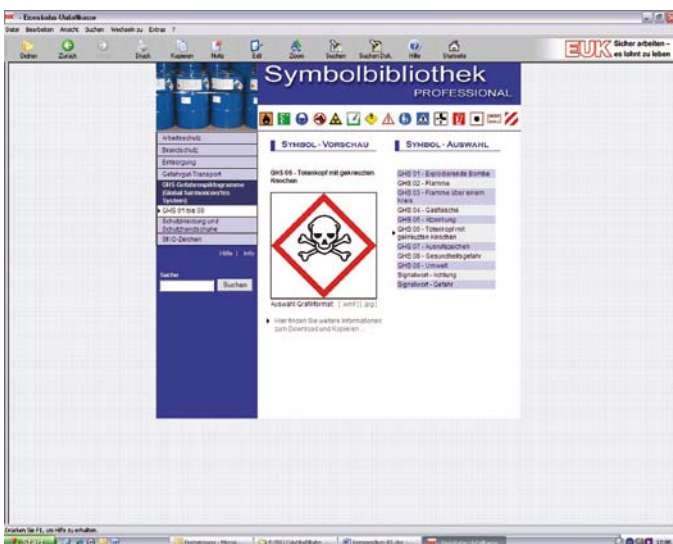 - Eisenbahn-Unfallkasse
Datei Bearbeiten Ansicht Suchen Wechseln zu Extras ?
Ordner Zurück Druck Kopieren Notiz Edit Zoom Suchen Suchen Dok. Hilfe Startseite
EUK Sicher arbeiten –
es lohnt zu leben
Symbolbibliothek
PROFESSIONAL
Arbeitsschutz
Brandschutz
Entsorgung
Gefahrgut Transport
GHS Gefahrenpiktogramme
(Global harmonisiertes
System)
GHS 01 bis 09
Schutzkleidung und
Schutzhandschuhe
BWO-Zeichen
Hilfe | Info
Suche
Suchen
SYMBOL - VORSCHAU
GHS 06 - Totenkopf mit gekreuzten
Knochen
Auswahl Grafikformat: [ wmf ] [ jpg ]
Hier finden Sie weitere Informationen
zum Download und Kopieren ...
SYMBOL - AUSWAHL
GHS 01 - Explodierende Bombe
GHS 02 - Flamme
GHS 03 - Flamme über einem
Kreis
GHS 04 - Gasflasche
GHS 05 - Ätzwirkung
GHS 06 - Totenkopf mit
gekreuzten Knochen
GHS 07 - Ausrufezeichen
GHS 08 - Gesundheitsgefahr
GHS 09 - Umwelt
Signalwort - Achtung
Signalwort - Gefahr
Drücken Sie F1, um Hilfe zu erhalten.